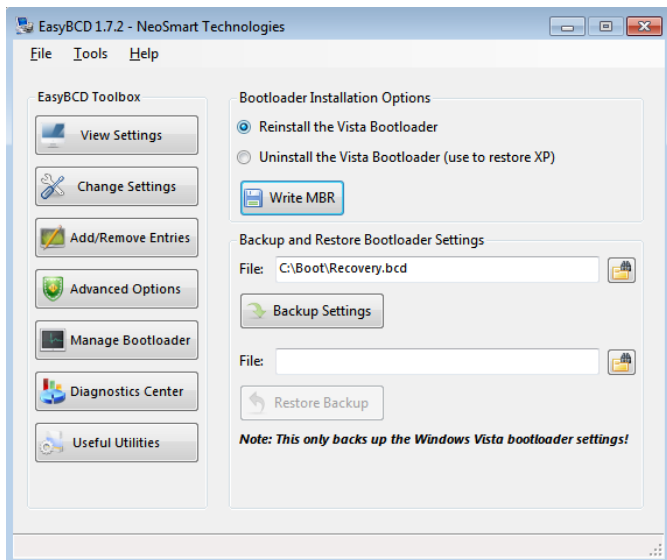 EasyBCD 1.7.2 - NeoSmart Technologies
File Tools Help
EasyBCD Toolbox
View Settings
Change Settings
Add/Remove Entries
Advanced Options
Manage Bootloader
Diagnostics Center
Useful Utilities
Bootloader Installation Options
Reinstall the Vista Bootloader
Uninstall the Vista Bootloader (use to restore XP)
Write MBR
Backup and Restore Bootloader Settings
File: C:\Boot\Recovery.bcd
Backup Settings
File:
Restore Backup
Note: This only backs up the Windows Vista bootloader settings!